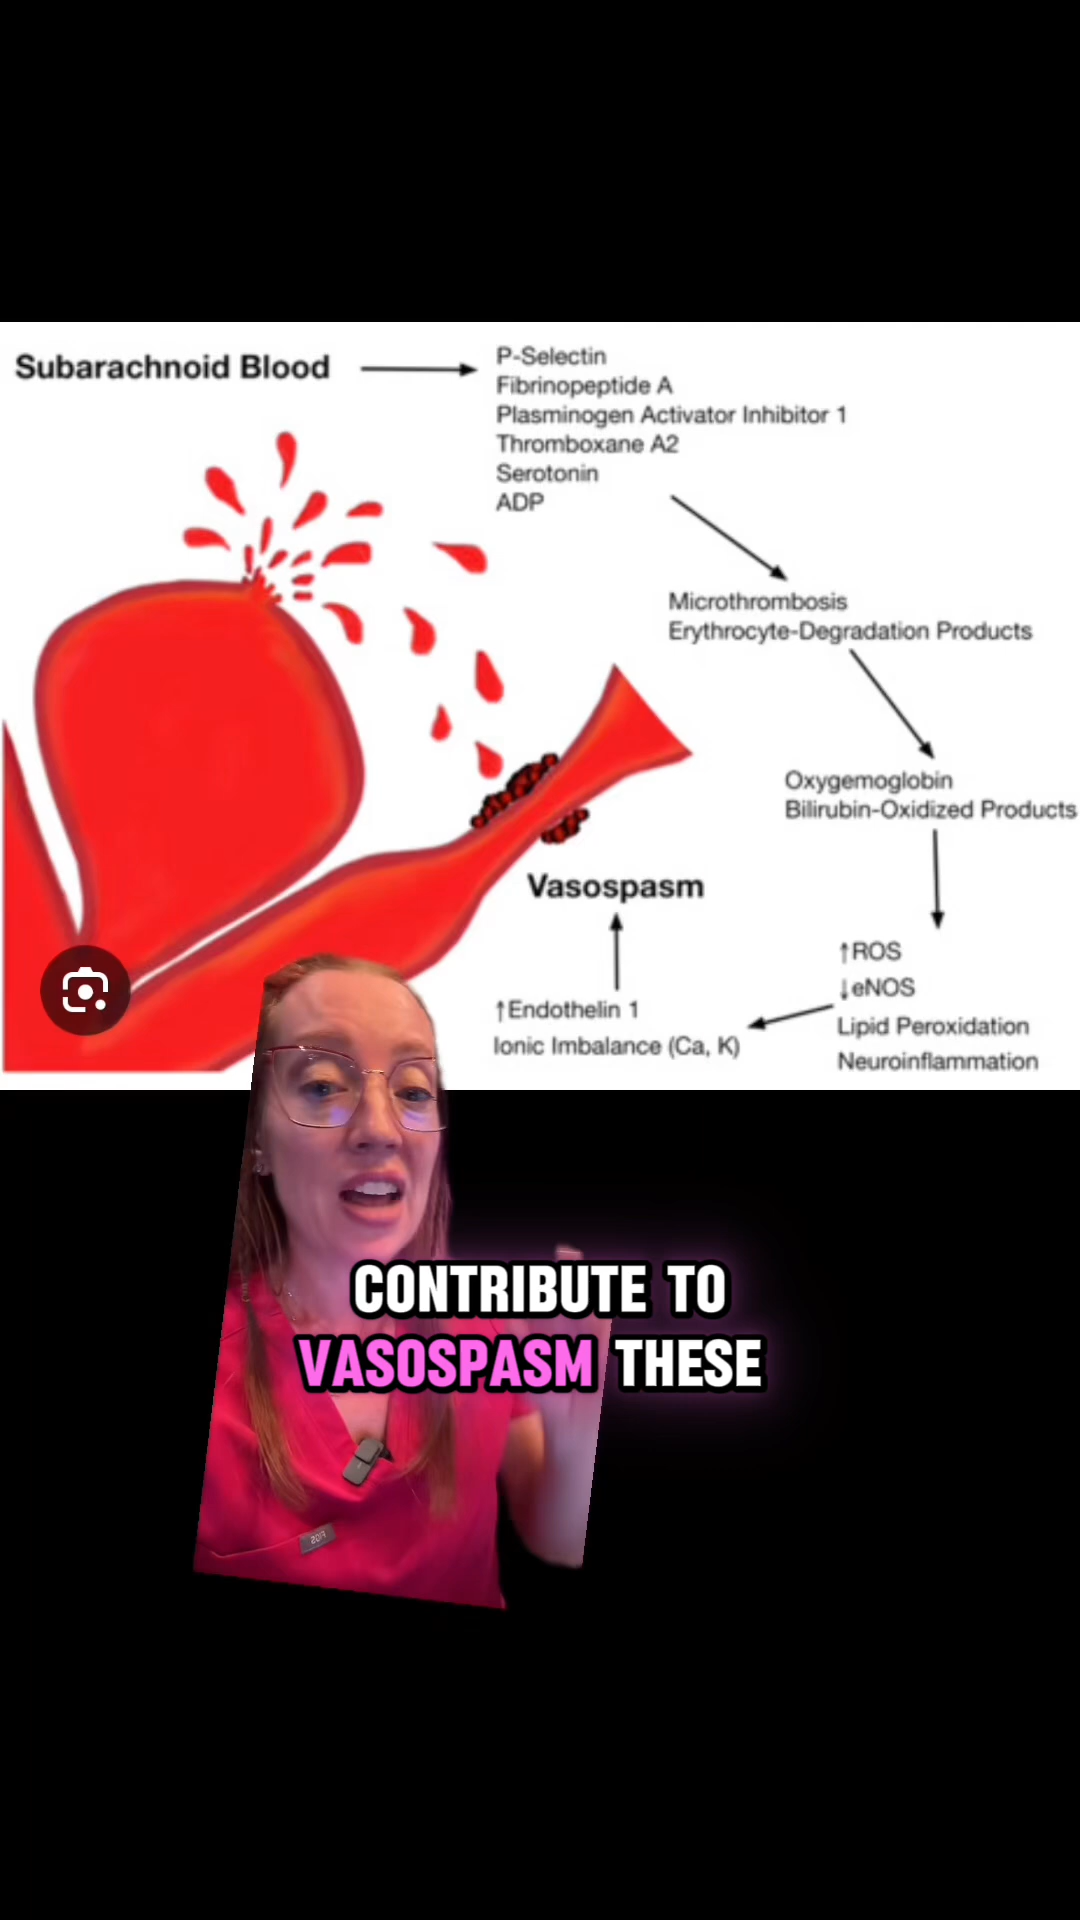 Subarachnoid Blood
P-Selectin
Fibrinopeptide A
Plasminogen Activator Inhibitor 1
Thromboxane A2
Serotonin
ADP
Microthrombosis
Erythrocyte-Degradation Products
Oxygemoglobin
Bilirubin-Oxidized Products
↑ROS
↓eNOS
Lipid Peroxidation
Neuroinflammation
↑Endothelin 1
Ionic Imbalance (Ca, K)
Vasospasm
CONTRIBUTE TO
VASOSPASM THESE
FIGS